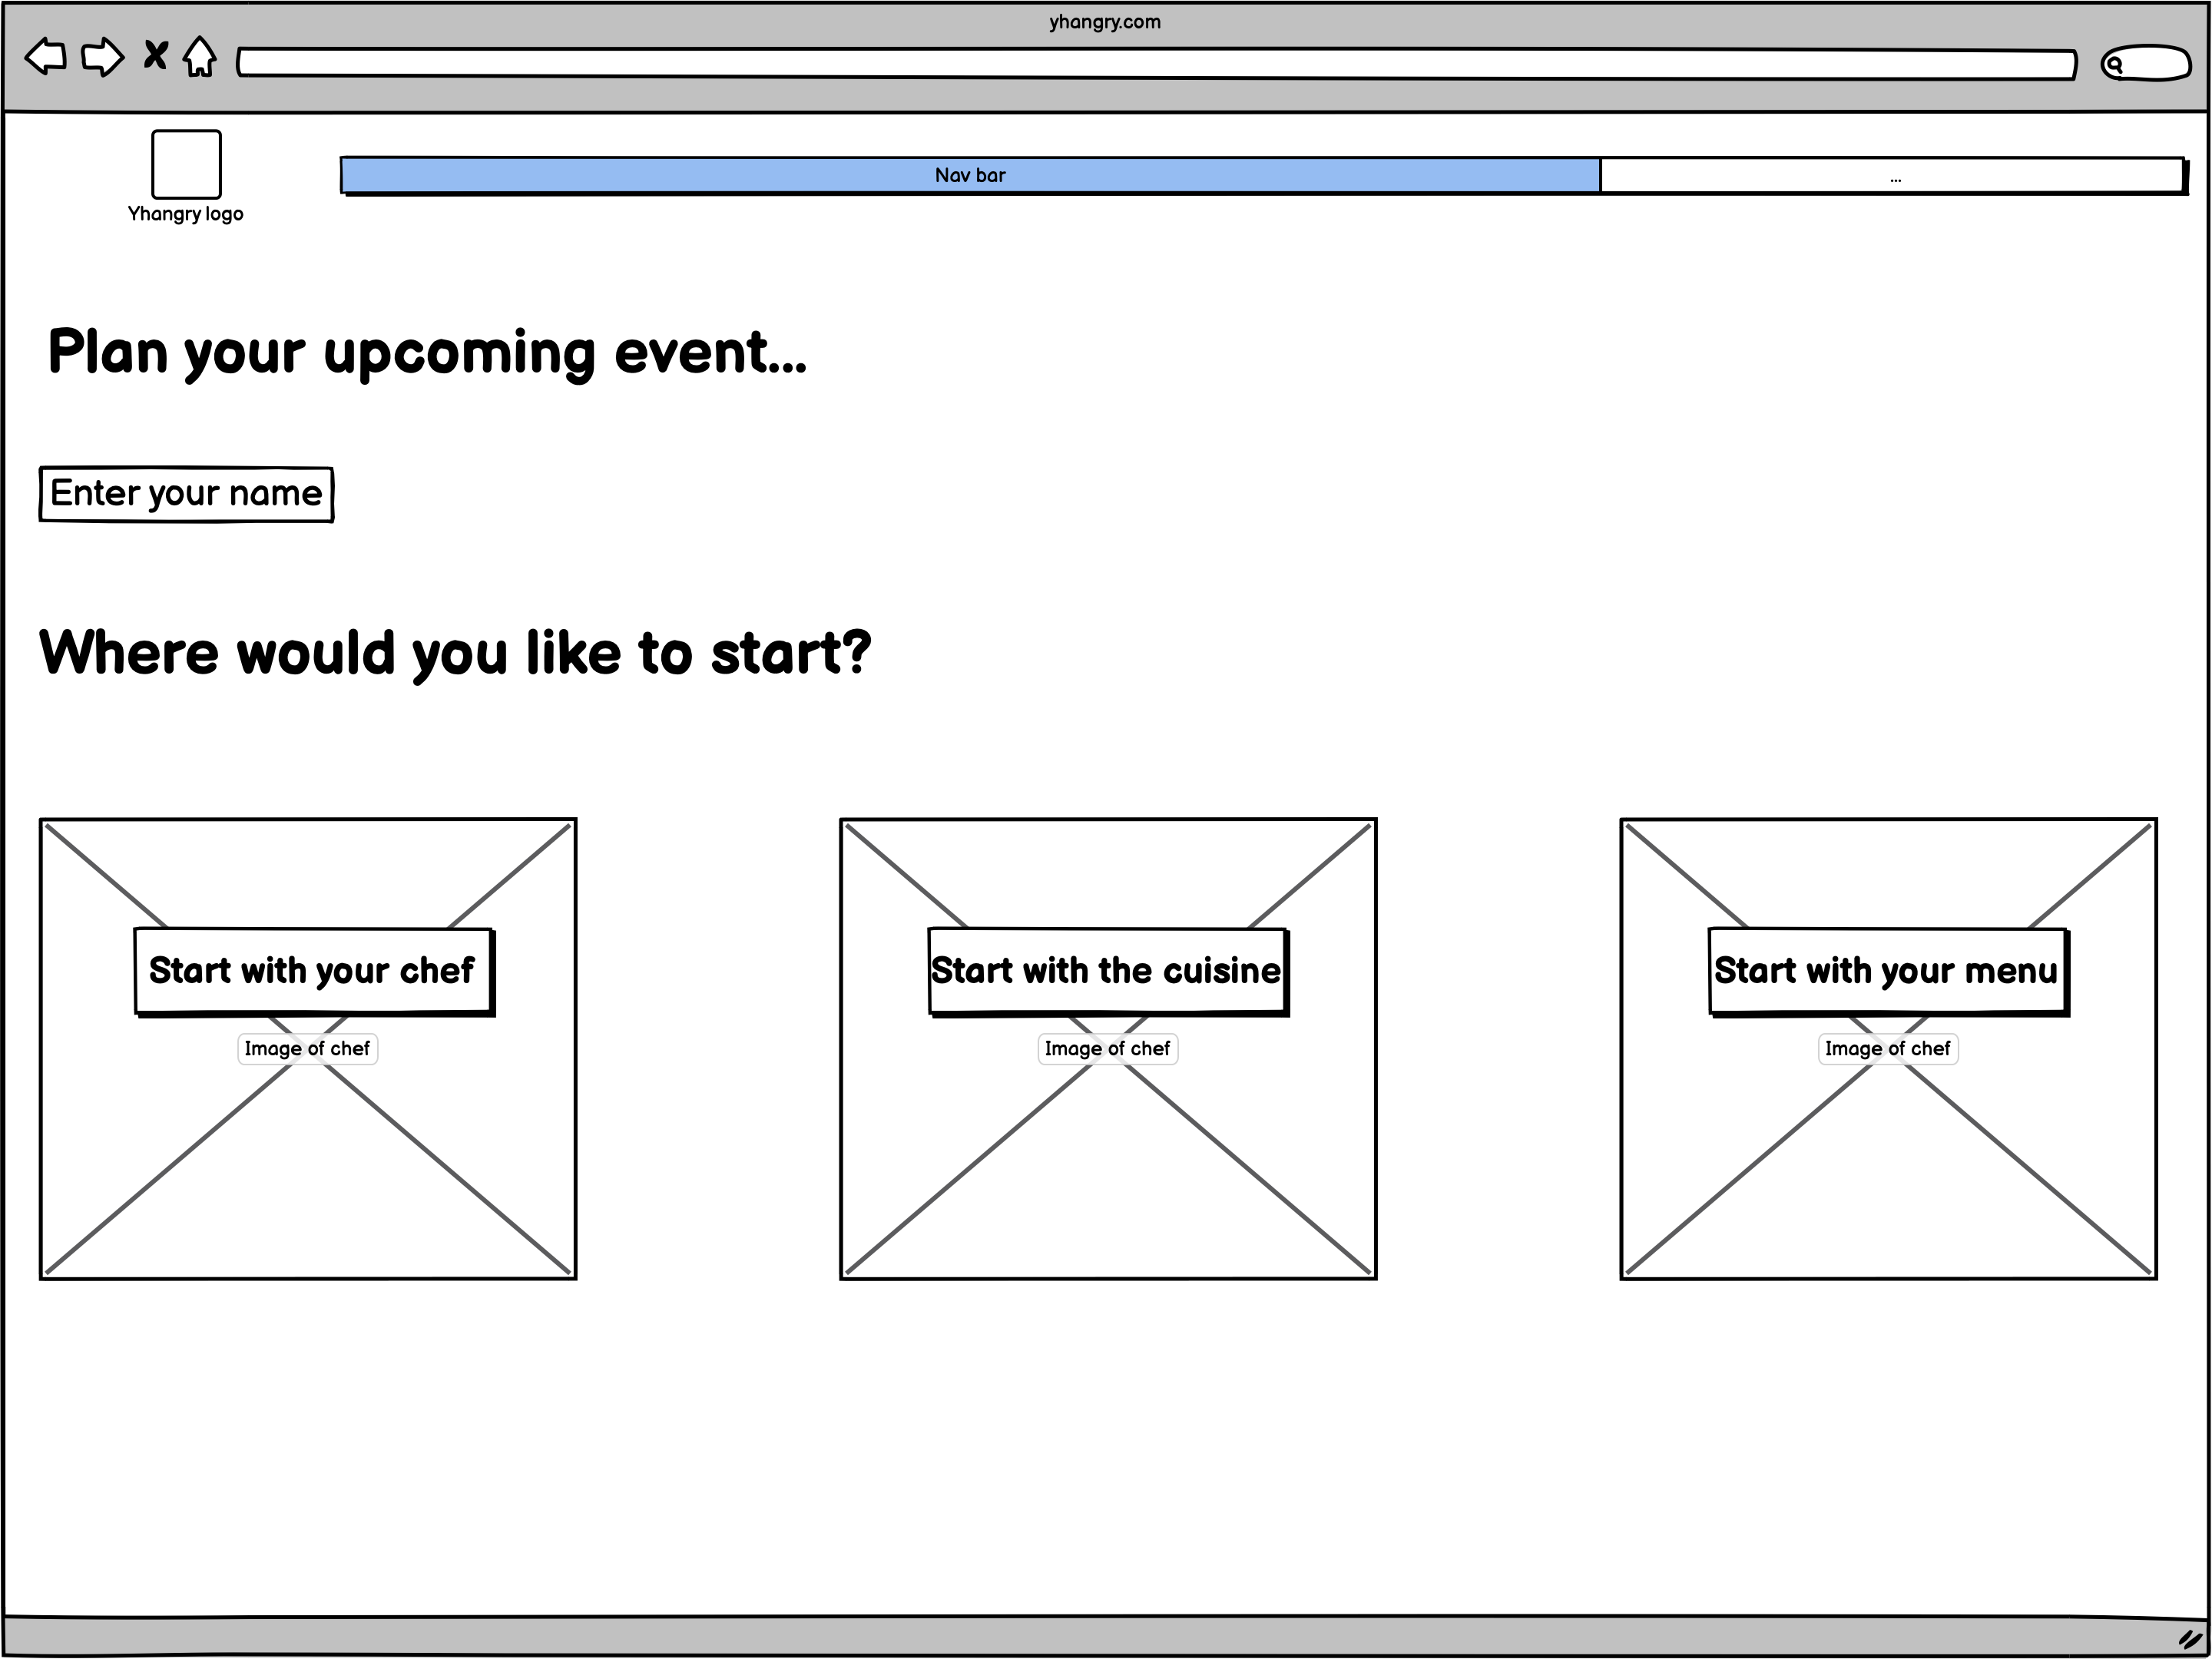 yhangry.com
Nav bar
...
Yhangry logo
Plan your upcoming event...
Enter your name
Where would you like to start?
Start with your chef
Start with the cuisine
Start with your menu
Image of chef
Image of chef
Image of chef